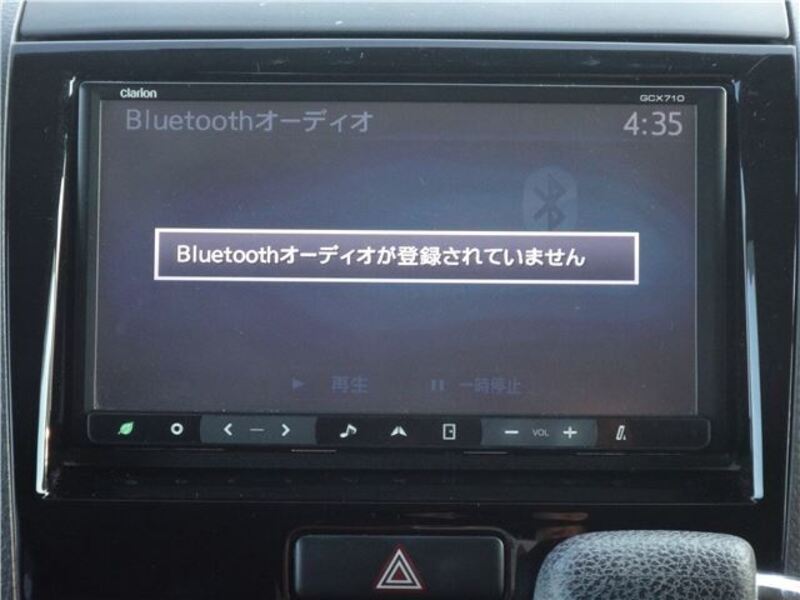 Clarion
GCX710
Bluetoothオーディオ
4:35
Bluetoothオーディオが登録されていません
再生
一時停止
VOL